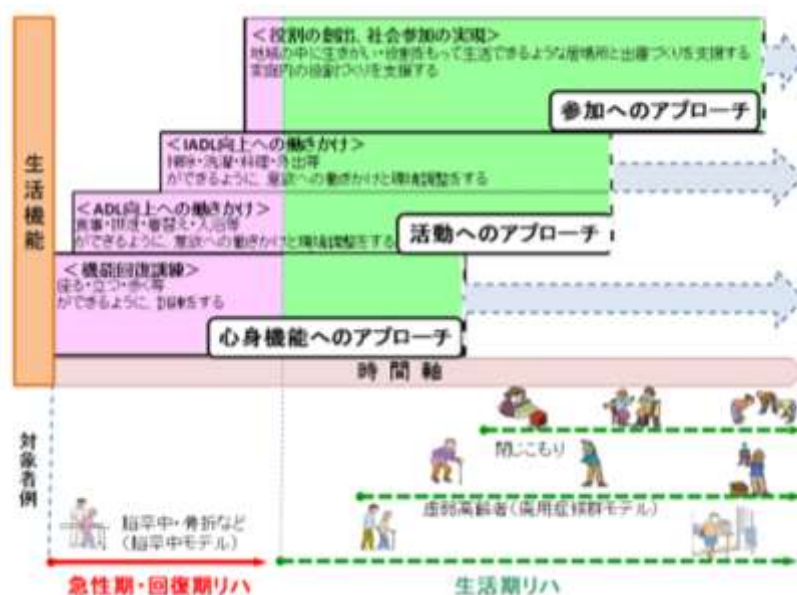 <役割の創出、社会参加の実現>
地域の中に生きがい・役割をもって生活できるような居場所と出番づくりを支援する
家庭内の役割づくりを支援する
参加へのアプローチ
<IADL向上への働きかけ>
掃除・洗濯・料理・外出等
ができるように、意欲への働きかけと環境調整をする
<ADL向上への働きかけ>
食事・排泄・着替え・入浴等
ができるように、意欲への働きかけと環境調整をする
活動へのアプローチ
<機能回復訓練>
座る・立つ・歩く等
ができるように、訓練をする
心身機能へのアプローチ
生活機能
時間軸
対象者例
閉じこもり
虚弱高齢者(廃用症候群モデル)
脳卒中・骨折など
(脳卒中モデル)
急性期・回復期リハ
生活期リハ